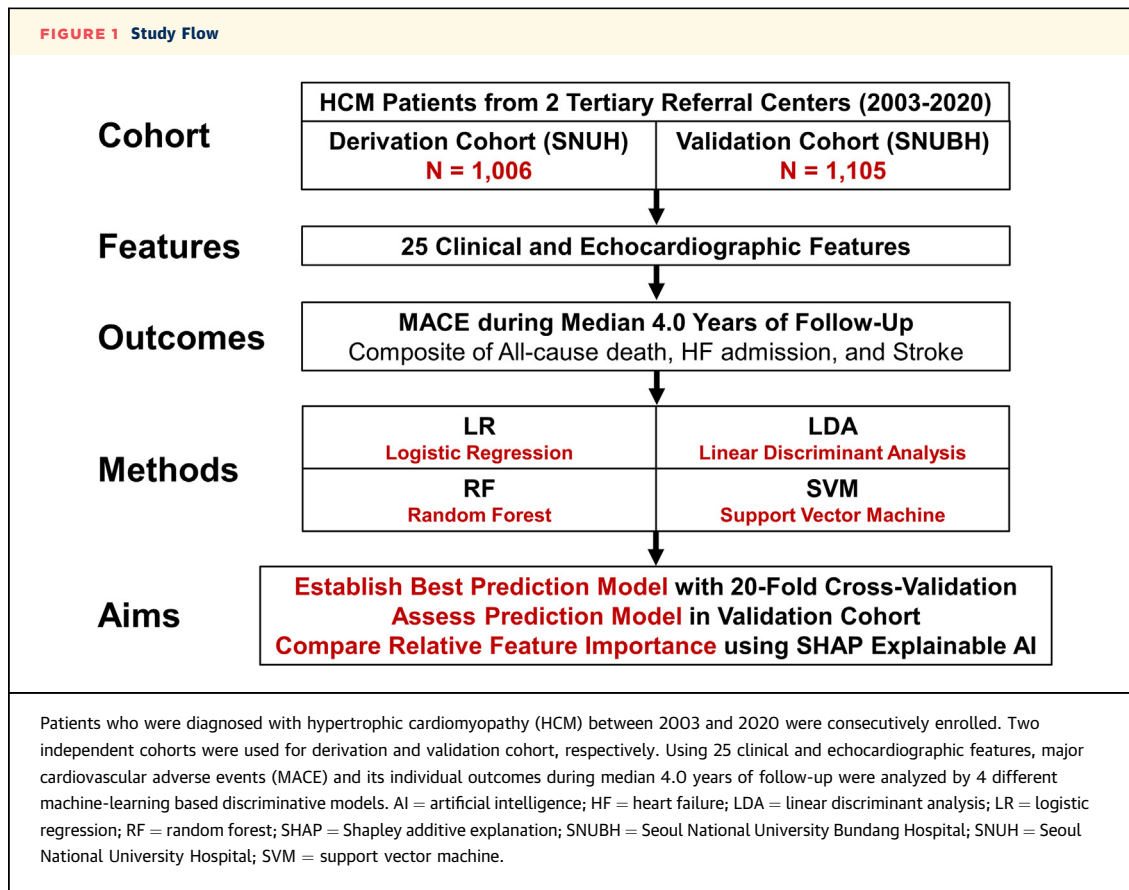 FIGURE 1 Study Flow
Cohort
HCM Patients from 2 Tertiary Referral Centers (2003-2020)
Derivation Cohort (SNUH)
N = 1,006
Validation Cohort (SNUBH)
N = 1,105
Features
25 Clinical and Echocardiographic Features
Outcomes
MACE during Median 4.0 Years of Follow-Up
Composite of All-cause death, HF admission, and Stroke
Methods
LR
Logistic Regression
LDA
Linear Discriminant Analysis
RF
Random Forest
SVM
Support Vector Machine
Aims
Establish Best Prediction Model with 20-Fold Cross-Validation
Assess Prediction Model in Validation Cohort
Compare Relative Feature Importance using SHAP Explainable AI
Patients who were diagnosed with hypertrophic cardiomyopathy (HCM) between 2003 and 2020 were consecutively enrolled. Two
independent cohorts were used for derivation and validation cohort, respectively. Using 25 clinical and echocardiographic features, major
cardiovascular adverse events (MACE) and its individual outcomes during median 4.0 years of follow-up were analyzed by 4 different
machine-learning based discriminative models. AI = artificial intelligence; HF = heart failure; LDA = linear discriminant analysis; LR = logistic
regression; RF = random forest; SHAP = Shapley additive explanation; SNUBH = Seoul National University Bundang Hospital; SNUH = Seoul
National University Hospital; SVM = support vector machine.